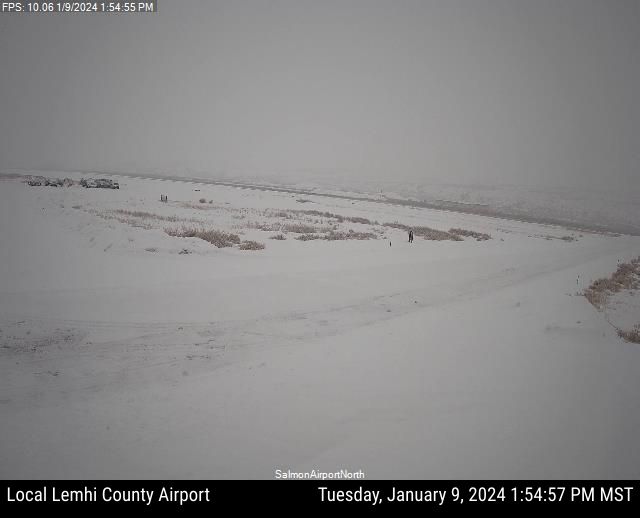 FPS: 10.06 1/9/2024 1:54:55 PM
SalmonAirportNorth
Local Lemhi County Airport Tuesday, January 9, 2024 1:54:57 PM MST